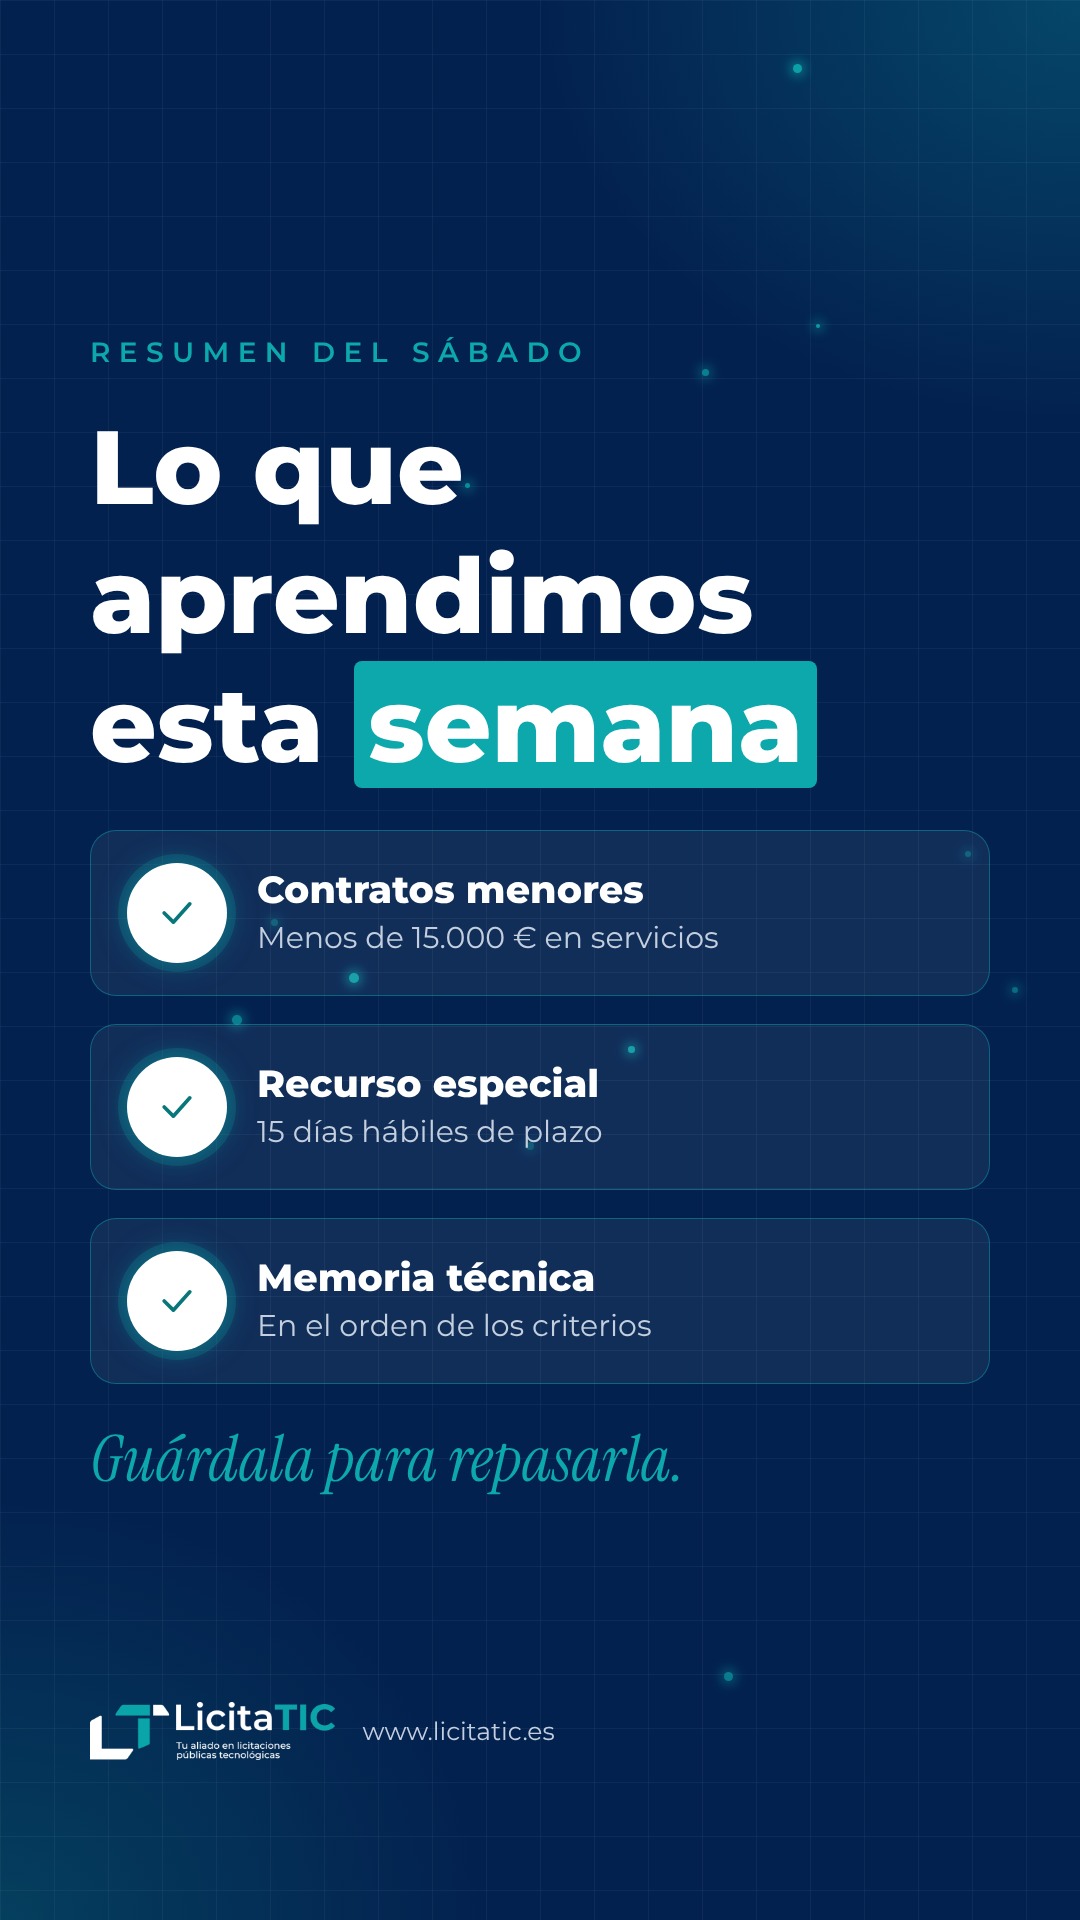 RESUMEN DEL SÁBADO
Lo que
aprendimos
esta semana
Contratos menores
Menos de 15.000 € en servicios
Recurso especial
15 días hábiles de plazo
Memoria técnica
En el orden de los criterios
Guárdala para repasarla.
LicitaTIC
Tu aliado en licitaciones
públicas tecnológicas
www.licitatic.es